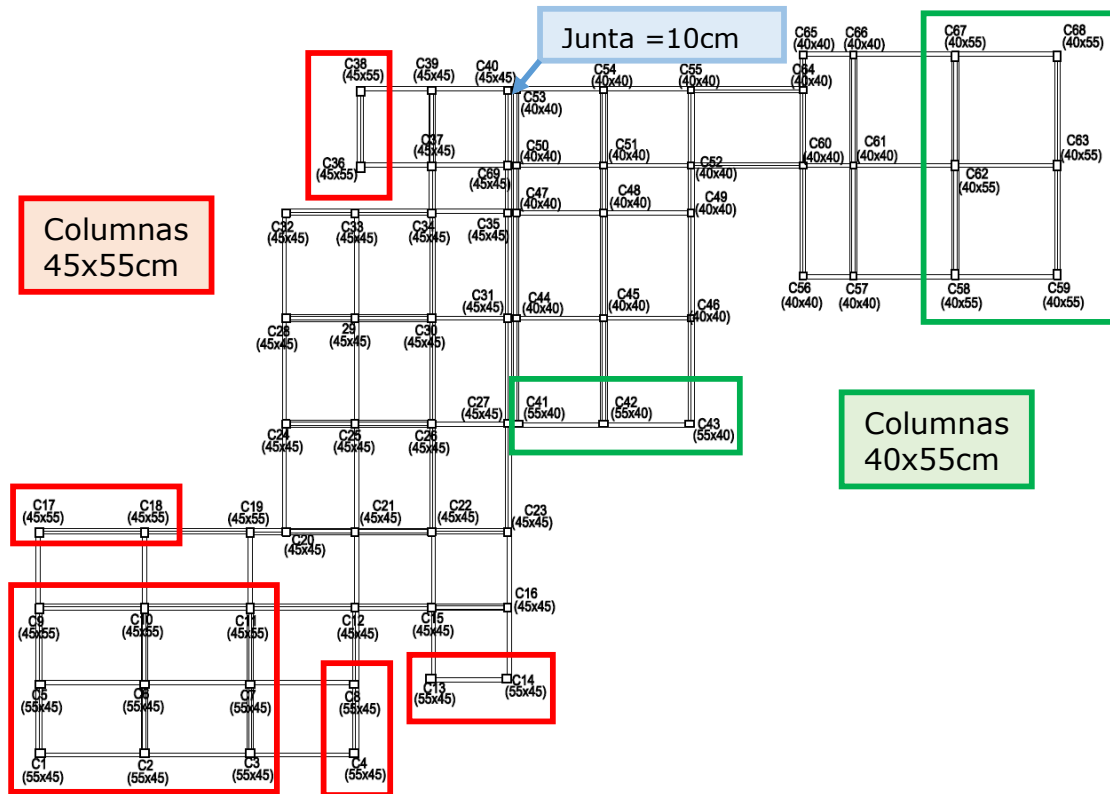 Junta =10cm
C65
(40x40)
C66
(40x40)
C67
(40x55)
C68
(40x55)
C38
(45x55)
C39
(45x45)
C40
(45x45)
C54
(40x40)
C55
(40x40)
C64
(40x40)
C53
(40x40)
C37
(45x45)
C36
(45x55)
C69
(45x45)
C50
(40x40)
C51
(40x40)
C52
(40x40)
C60
(40x40)
C61
(40x40)
C62
(40x55)
C63
(40x55)
Columnas
45x55cm
C32
(45x45)
C33
(45x45)
C34
(45x45)
C35
(45x45)
C47
(40x40)
C48
(40x40)
C49
(40x40)
C56
(40x40)
C57
(40x40)
C58
(40x55)
C59
(40x55)
C28
(45x45)
29
(45x45)
C30
(45x45)
C31
(45x45)
C44
(40x40)
C45
(40x40)
C46
(40x40)
C24
(45x45)
C25
(45x45)
C26
(45x45)
C27
(45x45)
C41
(55x40)
C42
(55x40)
C43
(55x40)
Columnas
40x55cm
C17
(45x55)
C18
(45x55)
C19
(45x55)
C20
(45x45)
C21
(45x45)
C22
(45x45)
C23
(45x45)
C9
(45x55)
C10
(45x55)
C11
(45x55)
C12
(45x45)
C15
(45x45)
C16
(45x45)
C5
(55x45)
C6
(55x45)
C7
(55x45)
C8
(55x45)
C13
(55x45)
C14
(55x45)
C1
(55x45)
C2
(55x45)
C3
(55x45)
C4
(55x45)